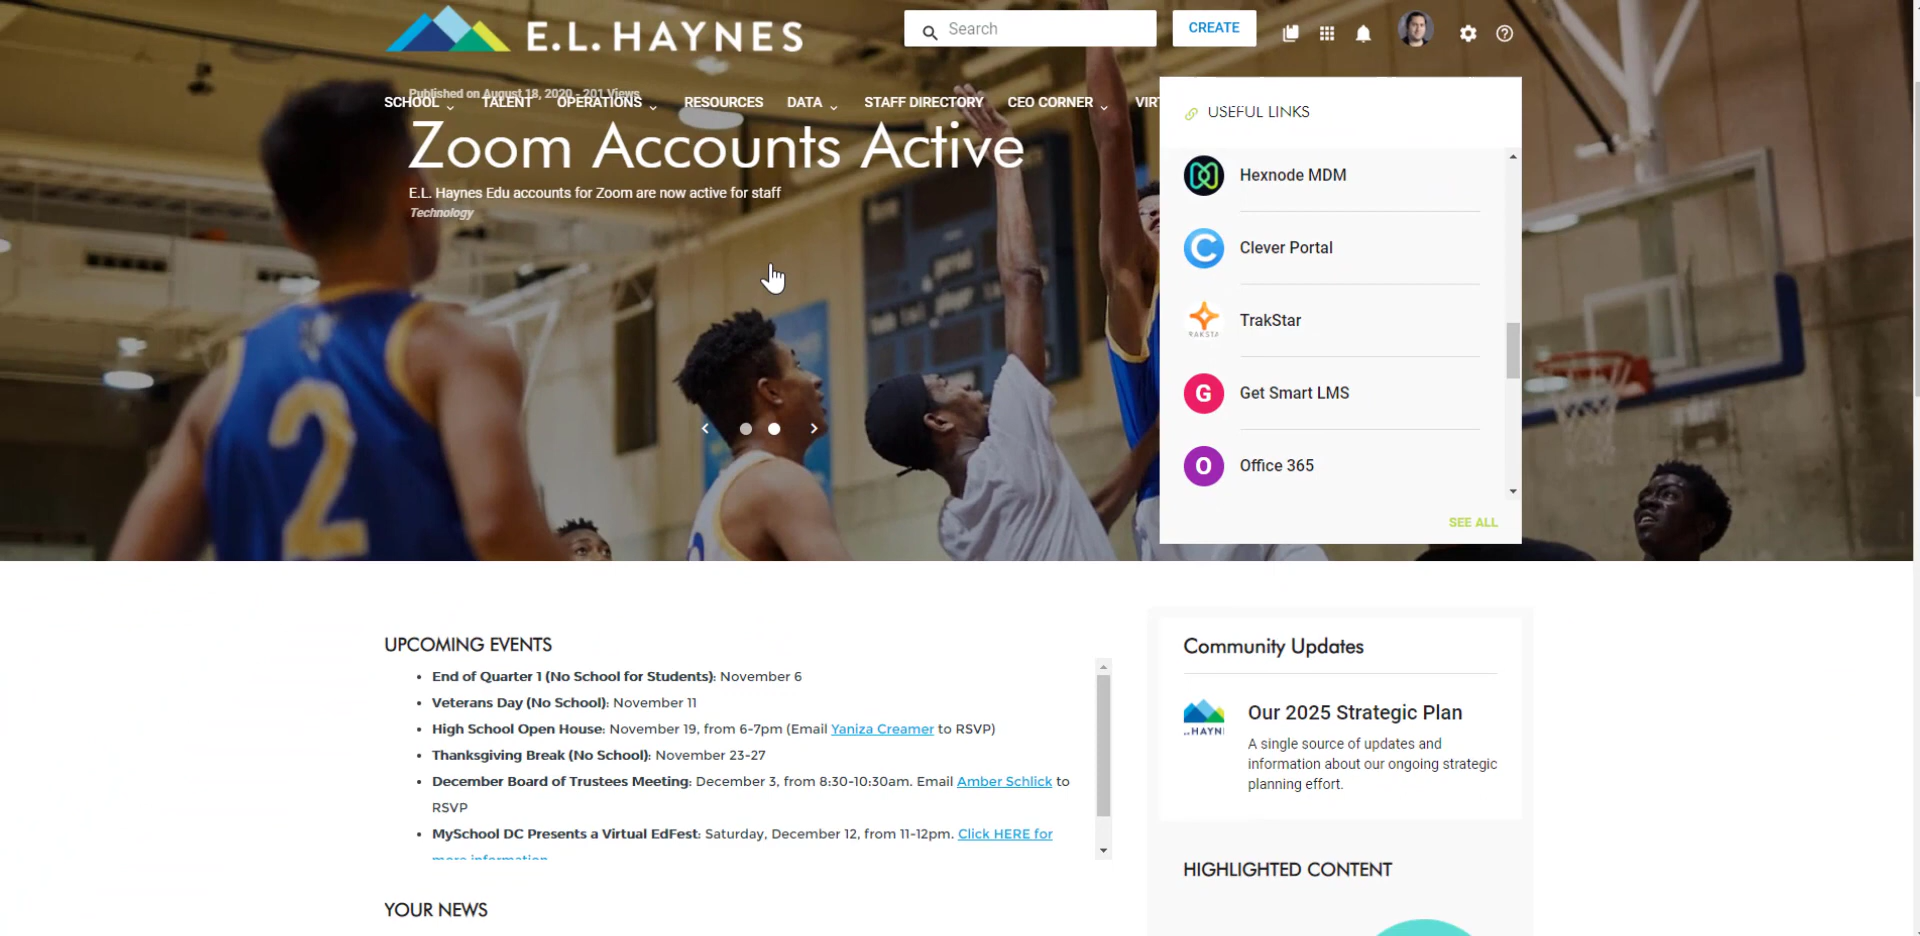 E.L. HAYNES
Search
CREATE
SCHOOL TALENT OPERATIONS RESOURCES DATA STAFF DIRECTORY CEO CORNER VIRT
Published on August 18, 2020 - 201 Views
Zoom Accounts Active
E.L. Haynes Edu accounts for Zoom are now active for staff
Technology
2
USEFUL LINKS
Hexnode MDM
C
Clever Portal
TrakStar
G
Get Smart LMS
O
Office 365
SEE ALL
UPCOMING EVENTS
• End of Quarter 1 (No School for Students): November 6
• Veterans Day (No School): November 11
• High School Open House: November 19, from 6-7pm (Email Yaniza Creamer to RSVP)
• Thanksgiving Break (No School): November 23-27
• December Board of Trustees Meeting: December 3, from 8:30-10:30am. Email Amber Schlick to
RSVP
• MySchool DC Presents a Virtual EdFest: Saturday, December 12, from 11-12pm. Click HERE for
more information
YOUR NEWS
Community Updates
Our 2025 Strategic Plan
A single source of updates and
information about our ongoing strategic
planning effort.
HIGHLIGHTED CONTENT